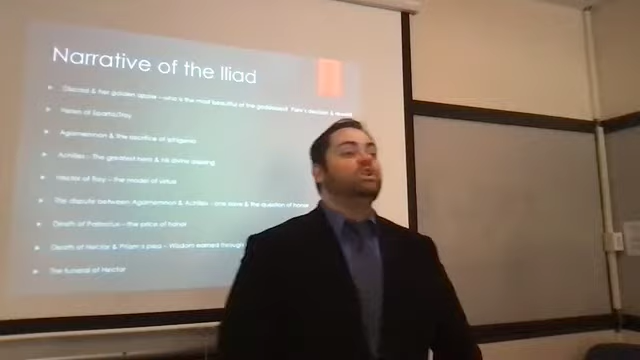 Narrative of the Iliad
Discord & her golden apple – who is the most beautiful of the goddesses? Paris's decision & reward
Helen of Sparta/Troy
Agamemnon & the sacrifice of Iphigenia
Achilles – The greatest hero & his divine blessing
Hector of Troy – The model of virtue
The dispute between Agamemnon & Achilles – one slave & the question of honor
Death of Patroclus – the price of honor
Death of Hector & Priam's plea – Wisdom earned through
The funeral of Hector